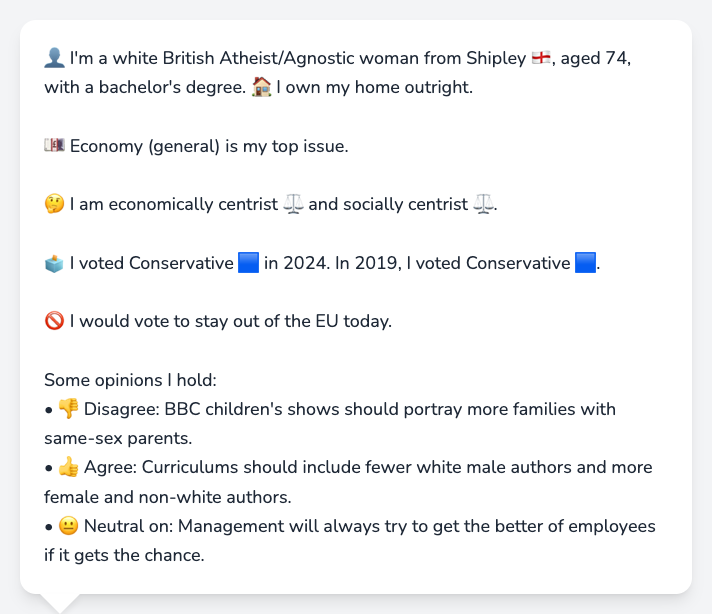 👤 I'm a white British Atheist/Agnostic woman from Shipley 🏴󠁧󠁢󠁥󠁮󠁧󠁿, aged 74,
with a bachelor's degree. 🏠 I own my home outright.
💷 Economy (general) is my top issue.
🤔 I am economically centrist ⚖️ and socially centrist ⚖️.
🗳️ I voted Conservative 🟦 in 2024. In 2019, I voted Conservative 🟦.
🚫 I would vote to stay out of the EU today.
Some opinions I hold:
• 👎 Disagree: BBC children's shows should portray more families with
same-sex parents.
• 👍 Agree: Curriculums should include fewer white male authors and more
female and non-white authors.
• 😐 Neutral on: Management will always try to get the better of employees
if it gets the chance.